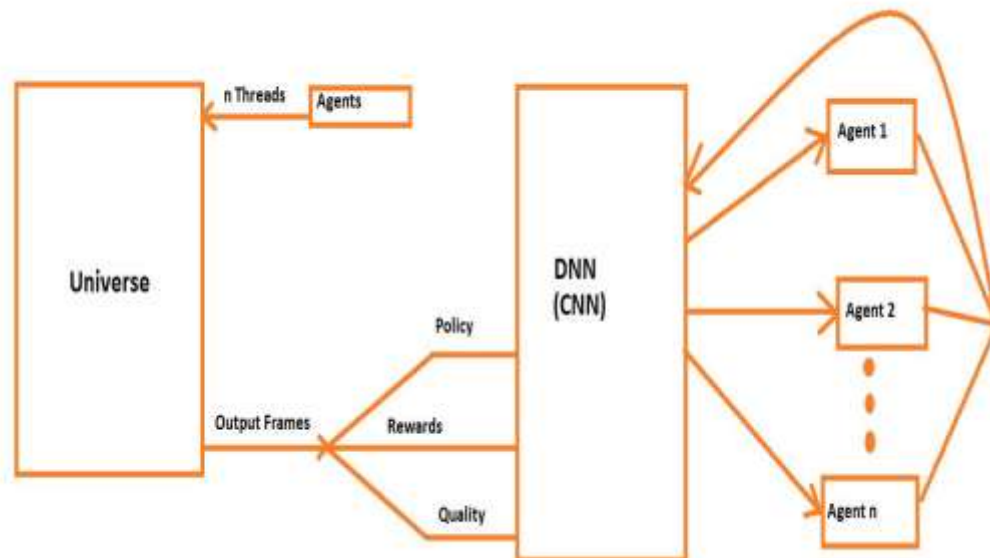 n Threads
Agents
Universe
Output Frames
Policy
Rewards
Quality
DNN
(CNN)
Agent 1
Agent 2
Agent n